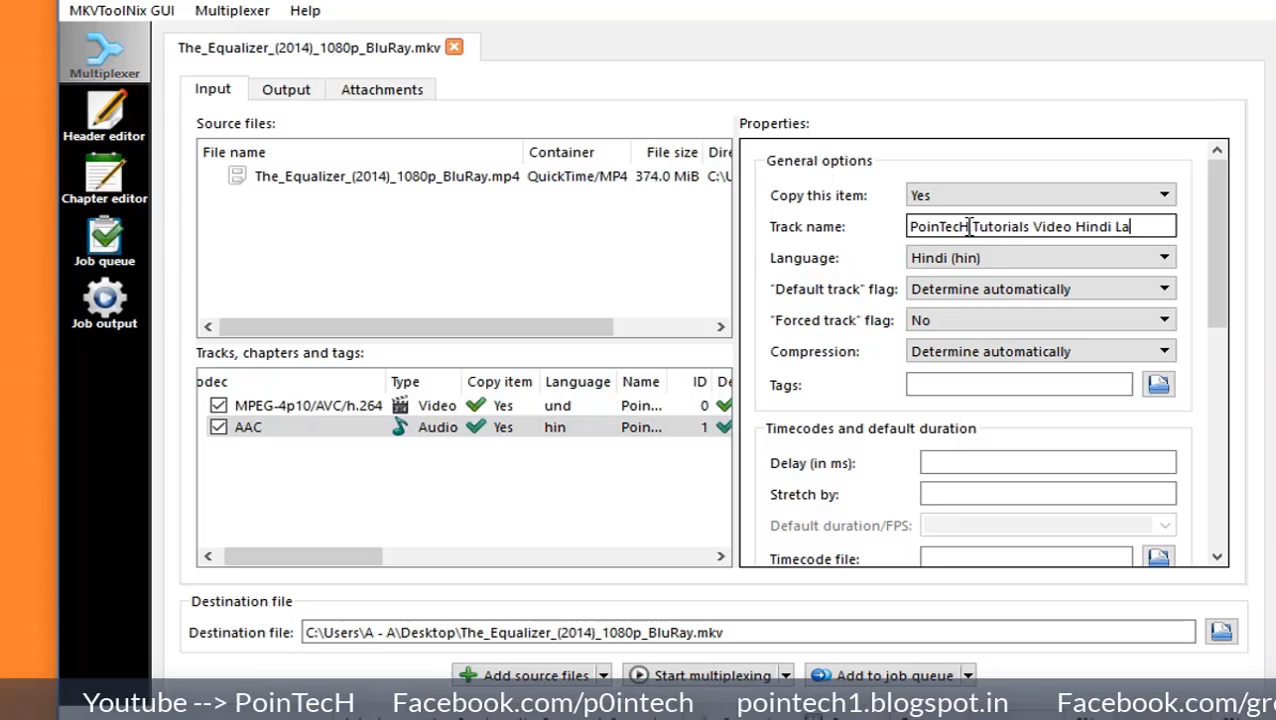 MKVToolNix GUI Multiplexer Help
Multiplexer
Header editor
Chapter editor
Job queue
Job output
The_Equalizer_(2014)_1080p_BluRay.mkv
Input Output Attachments
Source files:
File name Container File size Dire
The_Equalizer_(2014)_1080p_BluRay.mp4 QuickTime/MP4 374.0 MiB C:\U
Tracks, chapters and tags:
odec Type Copy item Language Name ID De
MPEG-4p10/AVC/h.264 Video Yes und Poin... 0
AAC Audio Yes hin Poin... 1
Properties:
General options
Copy this item: Yes
Track name: PoinTecH Tutorials Video Hindi La
Language: Hindi (hin)
"Default track" flag: Determine automatically
"Forced track" flag: No
Compression: Determine automatically
Tags:
Timecodes and default duration
Delay (in ms):
Stretch by:
Default duration/FPS:
Timecode file:
Destination file
Destination file: C:\Users\A - A\Desktop\The_Equalizer_(2014)_1080p_BluRay.mkv
Add source files Start multiplexing Add to job queue
Youtube --> PoinTecH Facebook.com/p0intech pointech1.blogspot.in Facebook.com/gr